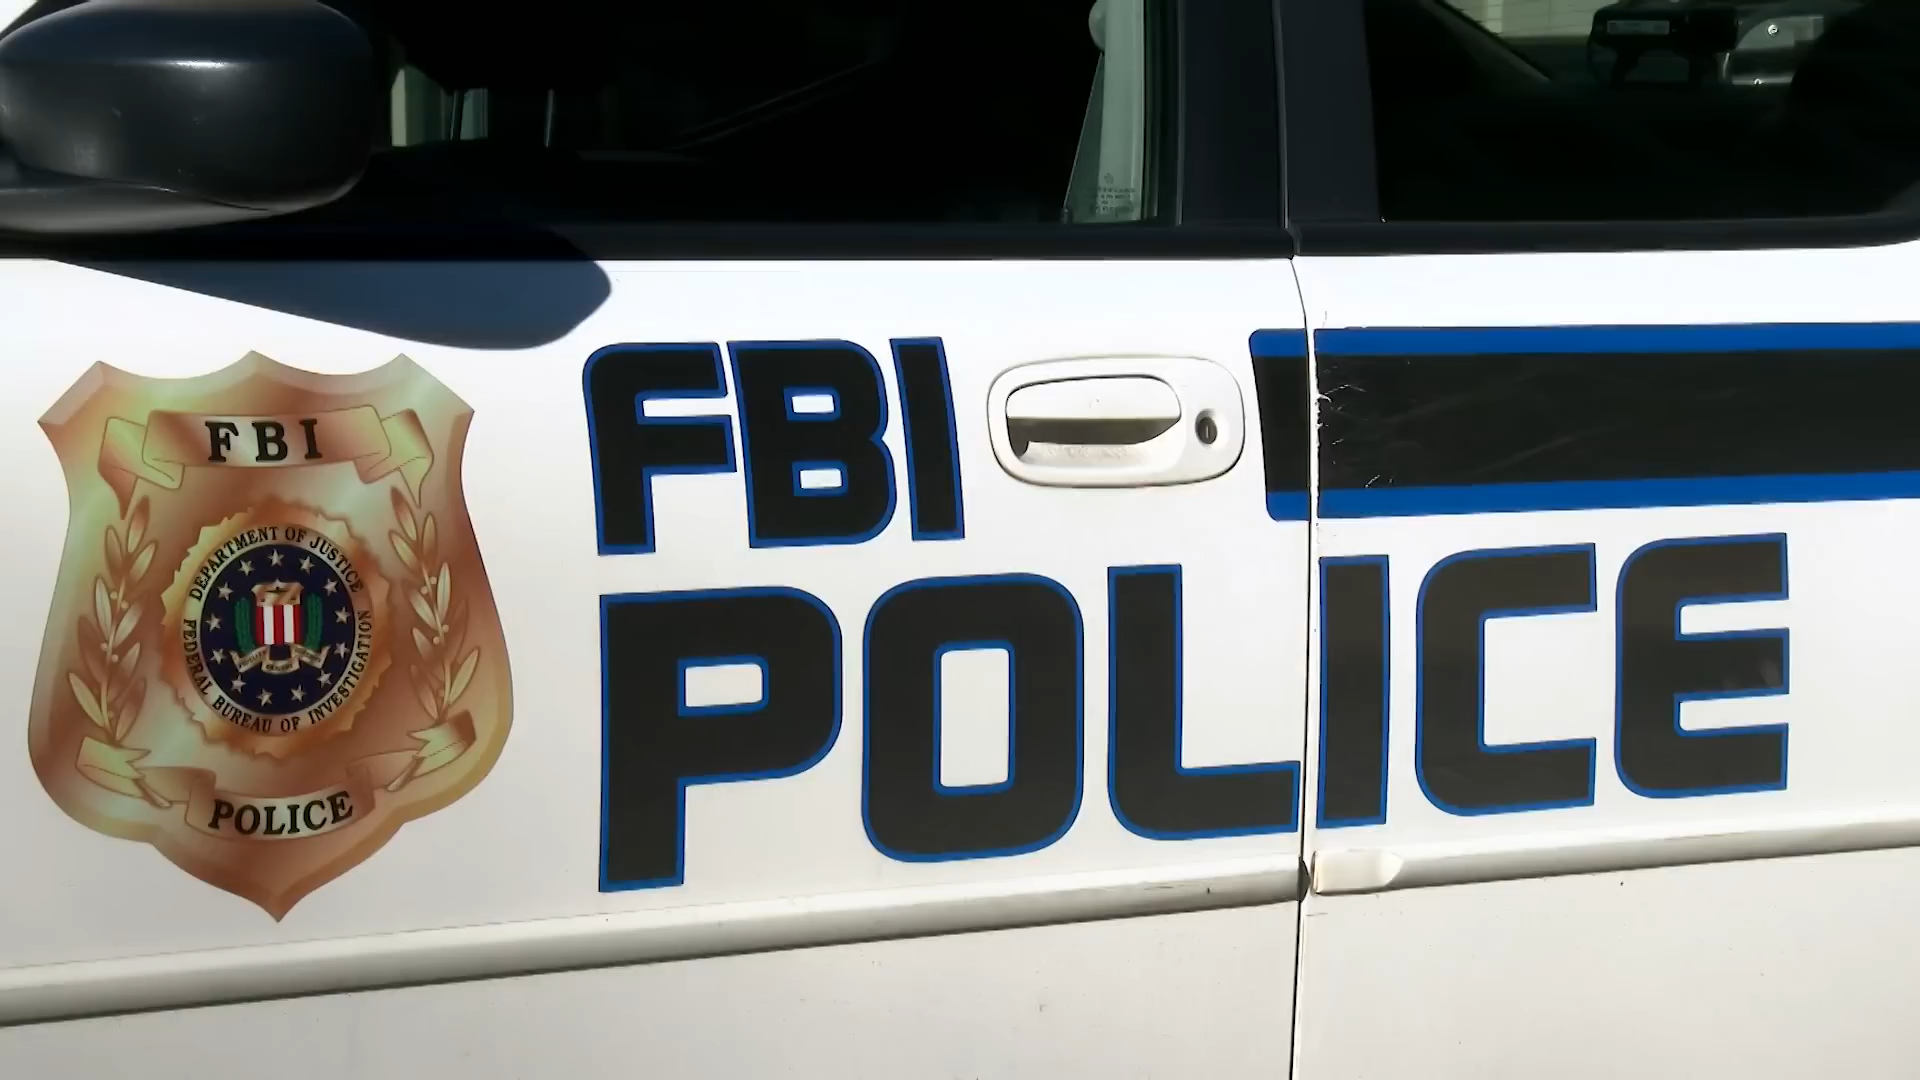 FBI
DEPARTMENT OF JUSTICE
FEDERAL BUREAU OF INVESTIGATION
POLICE
FBI
POLICE